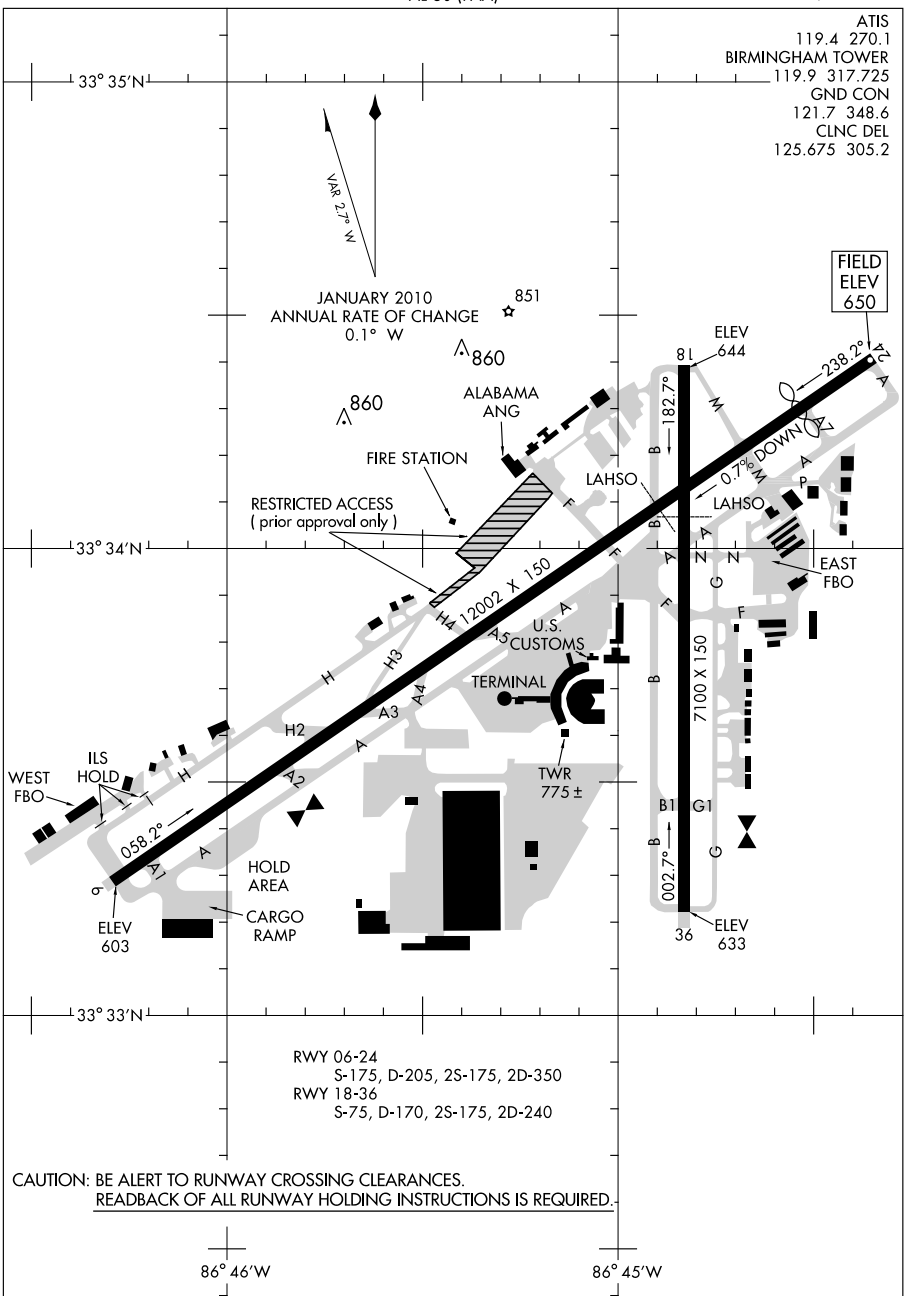 ATIS
119.4 270.1
BIRMINGHAM TOWER
119.9 317.725
GND CON
121.7 348.6
CLNC DEL
125.675 305.2
33° 35'N
VAR 2.7° W
JANUARY 2010
ANNUAL RATE OF CHANGE
0.1° W
851
860
860
FIELD
ELEV
650
ELEV
644
18
24
238.2°
182.7°
A
M
B
A7
0.7% DOWN
ALABAMA
ANG
FIRE STATION
LAHSO
M
A
P
LAHSO
RESTRICTED ACCESS
( prior approval only )
F
B
A
33° 34'N
F
A
N
N
EAST
FBO
12002 X 150
G
H4
A5
A
U.S.
CUSTOMS
F
F
H3
H
TERMINAL
B
7100 X 150
A4
A3
H2
A
A2
ILS
HOLD
H
WEST
FBO
TWR
775 ±
B1
G1
058.2°
A
A1
B
002.7°
G
HOLD
AREA
6
CARGO
RAMP
ELEV
603
36
ELEV
633
33° 33'N
RWY 06-24
S-175, D-205, 2S-175, 2D-350
RWY 18-36
S-75, D-170, 2S-175, 2D-240
CAUTION: BE ALERT TO RUNWAY CROSSING CLEARANCES.
READBACK OF ALL RUNWAY HOLDING INSTRUCTIONS IS REQUIRED.
86° 46'W
86° 45'W